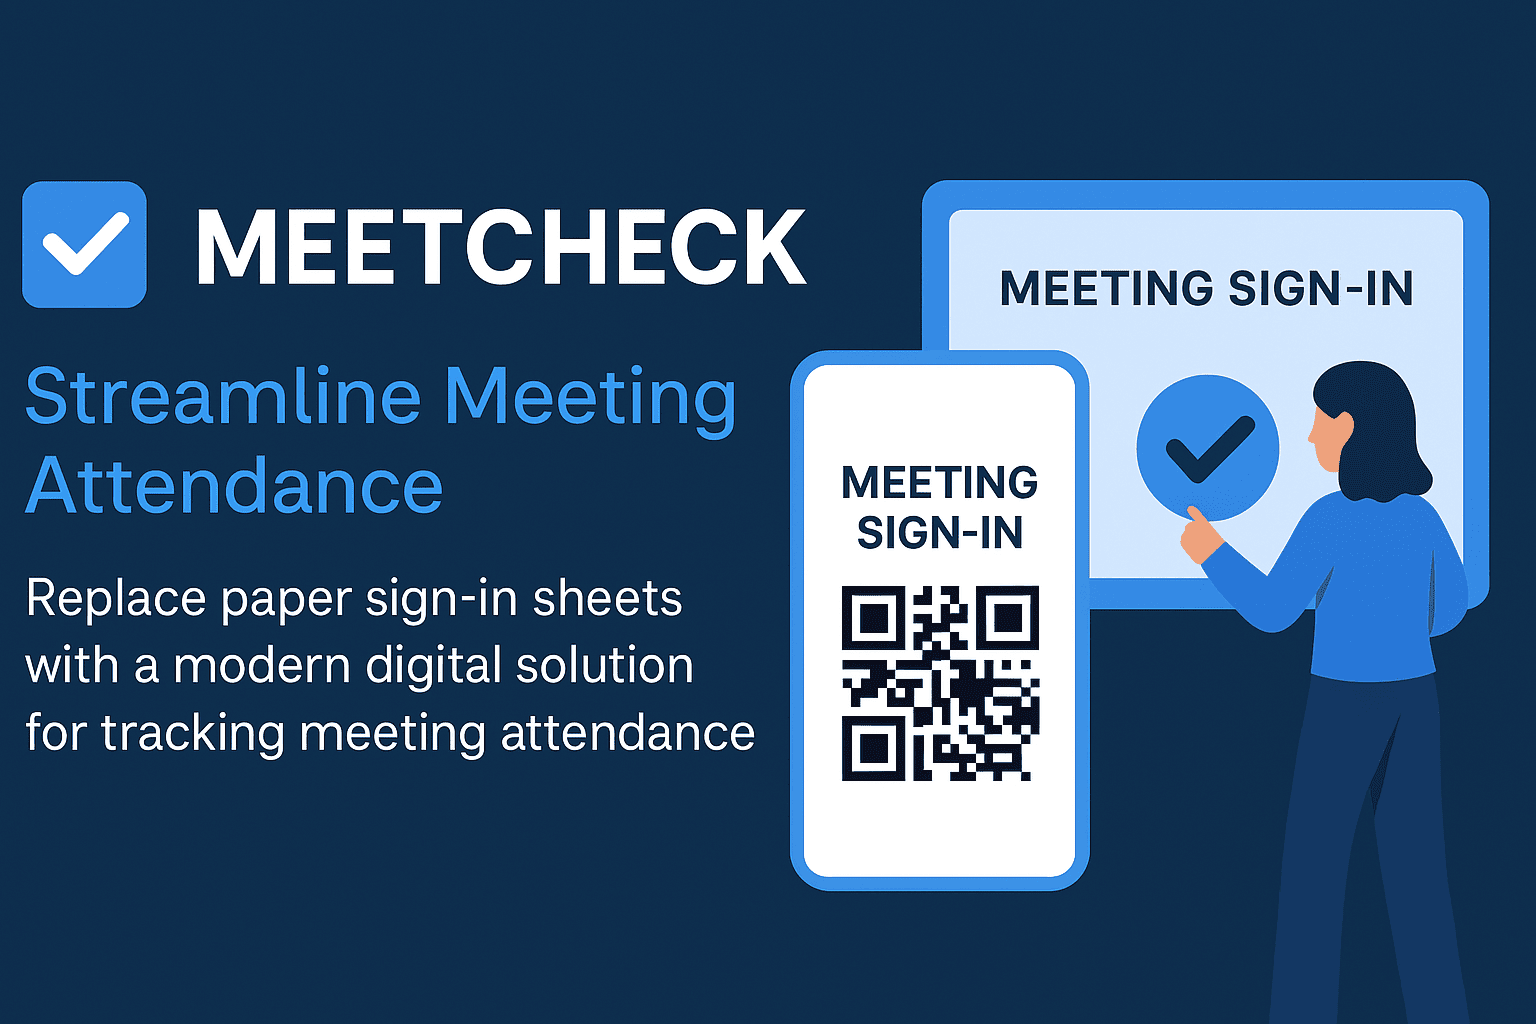 MEETCHECK
Streamline Meeting
Attendance
Replace paper sign-in sheets
with a modern digital solution
for tracking meeting attendance
MEETING SIGN-IN
MEETING
SIGN-IN